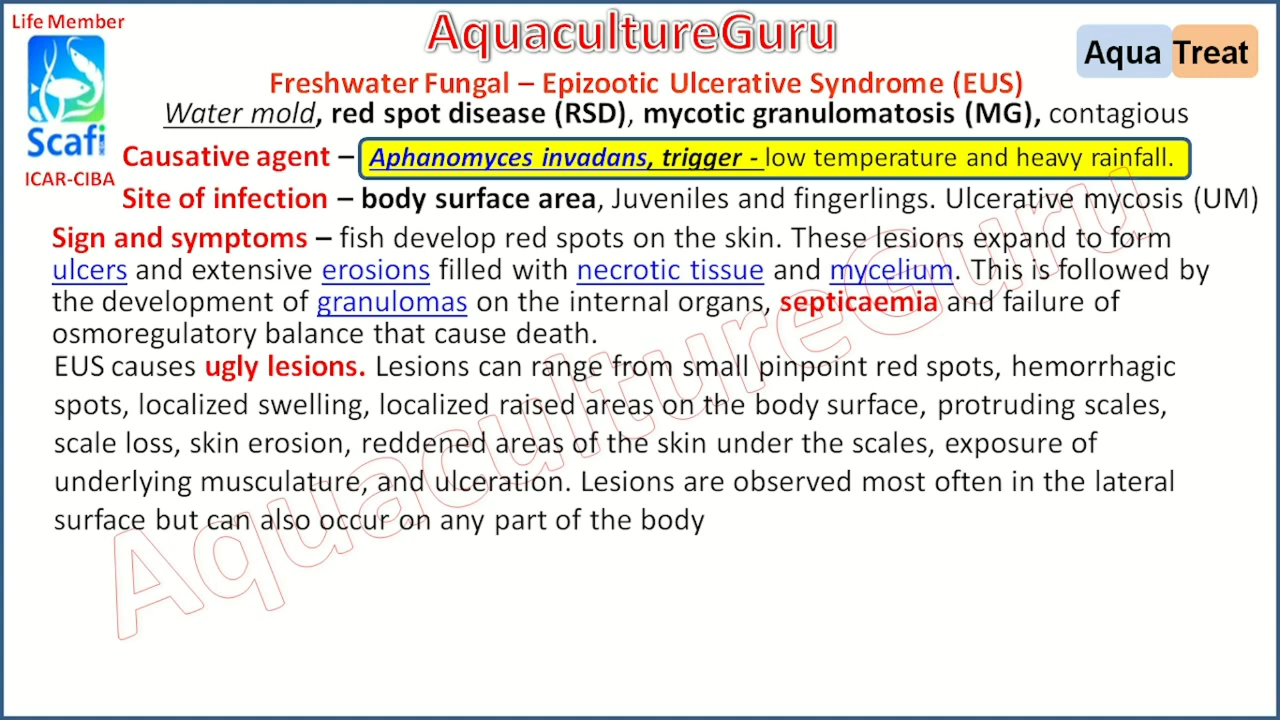 Life Member
AquacultureGuru
Aqua Treat
Scafi
ICAR-CIBA
Freshwater Fungal – Epizootic Ulcerative Syndrome (EUS)
Water mold, red spot disease (RSD), mycotic granulomatosis (MG), contagious
Causative agent – Aphanomyces invadans, trigger - low temperature and heavy rainfall.
Site of infection – body surface area, Juveniles and fingerlings. Ulcerative mycosis (UM)
Sign and symptoms – fish develop red spots on the skin. These lesions expand to form
ulcers and extensive erosions filled with necrotic tissue and mycelium. This is followed by
the development of granulomas on the internal organs, septicaemia and failure of
osmoregulatory balance that cause death.
EUS causes ugly lesions. Lesions can range from small pinpoint red spots, hemorrhagic
spots, localized swelling, localized raised areas on the body surface, protruding scales,
scale loss, skin erosion, reddened areas of the skin under the scales, exposure of
underlying musculature, and ulceration. Lesions are observed most often in the lateral
surface but can also occur on any part of the body
AquacultureGuru